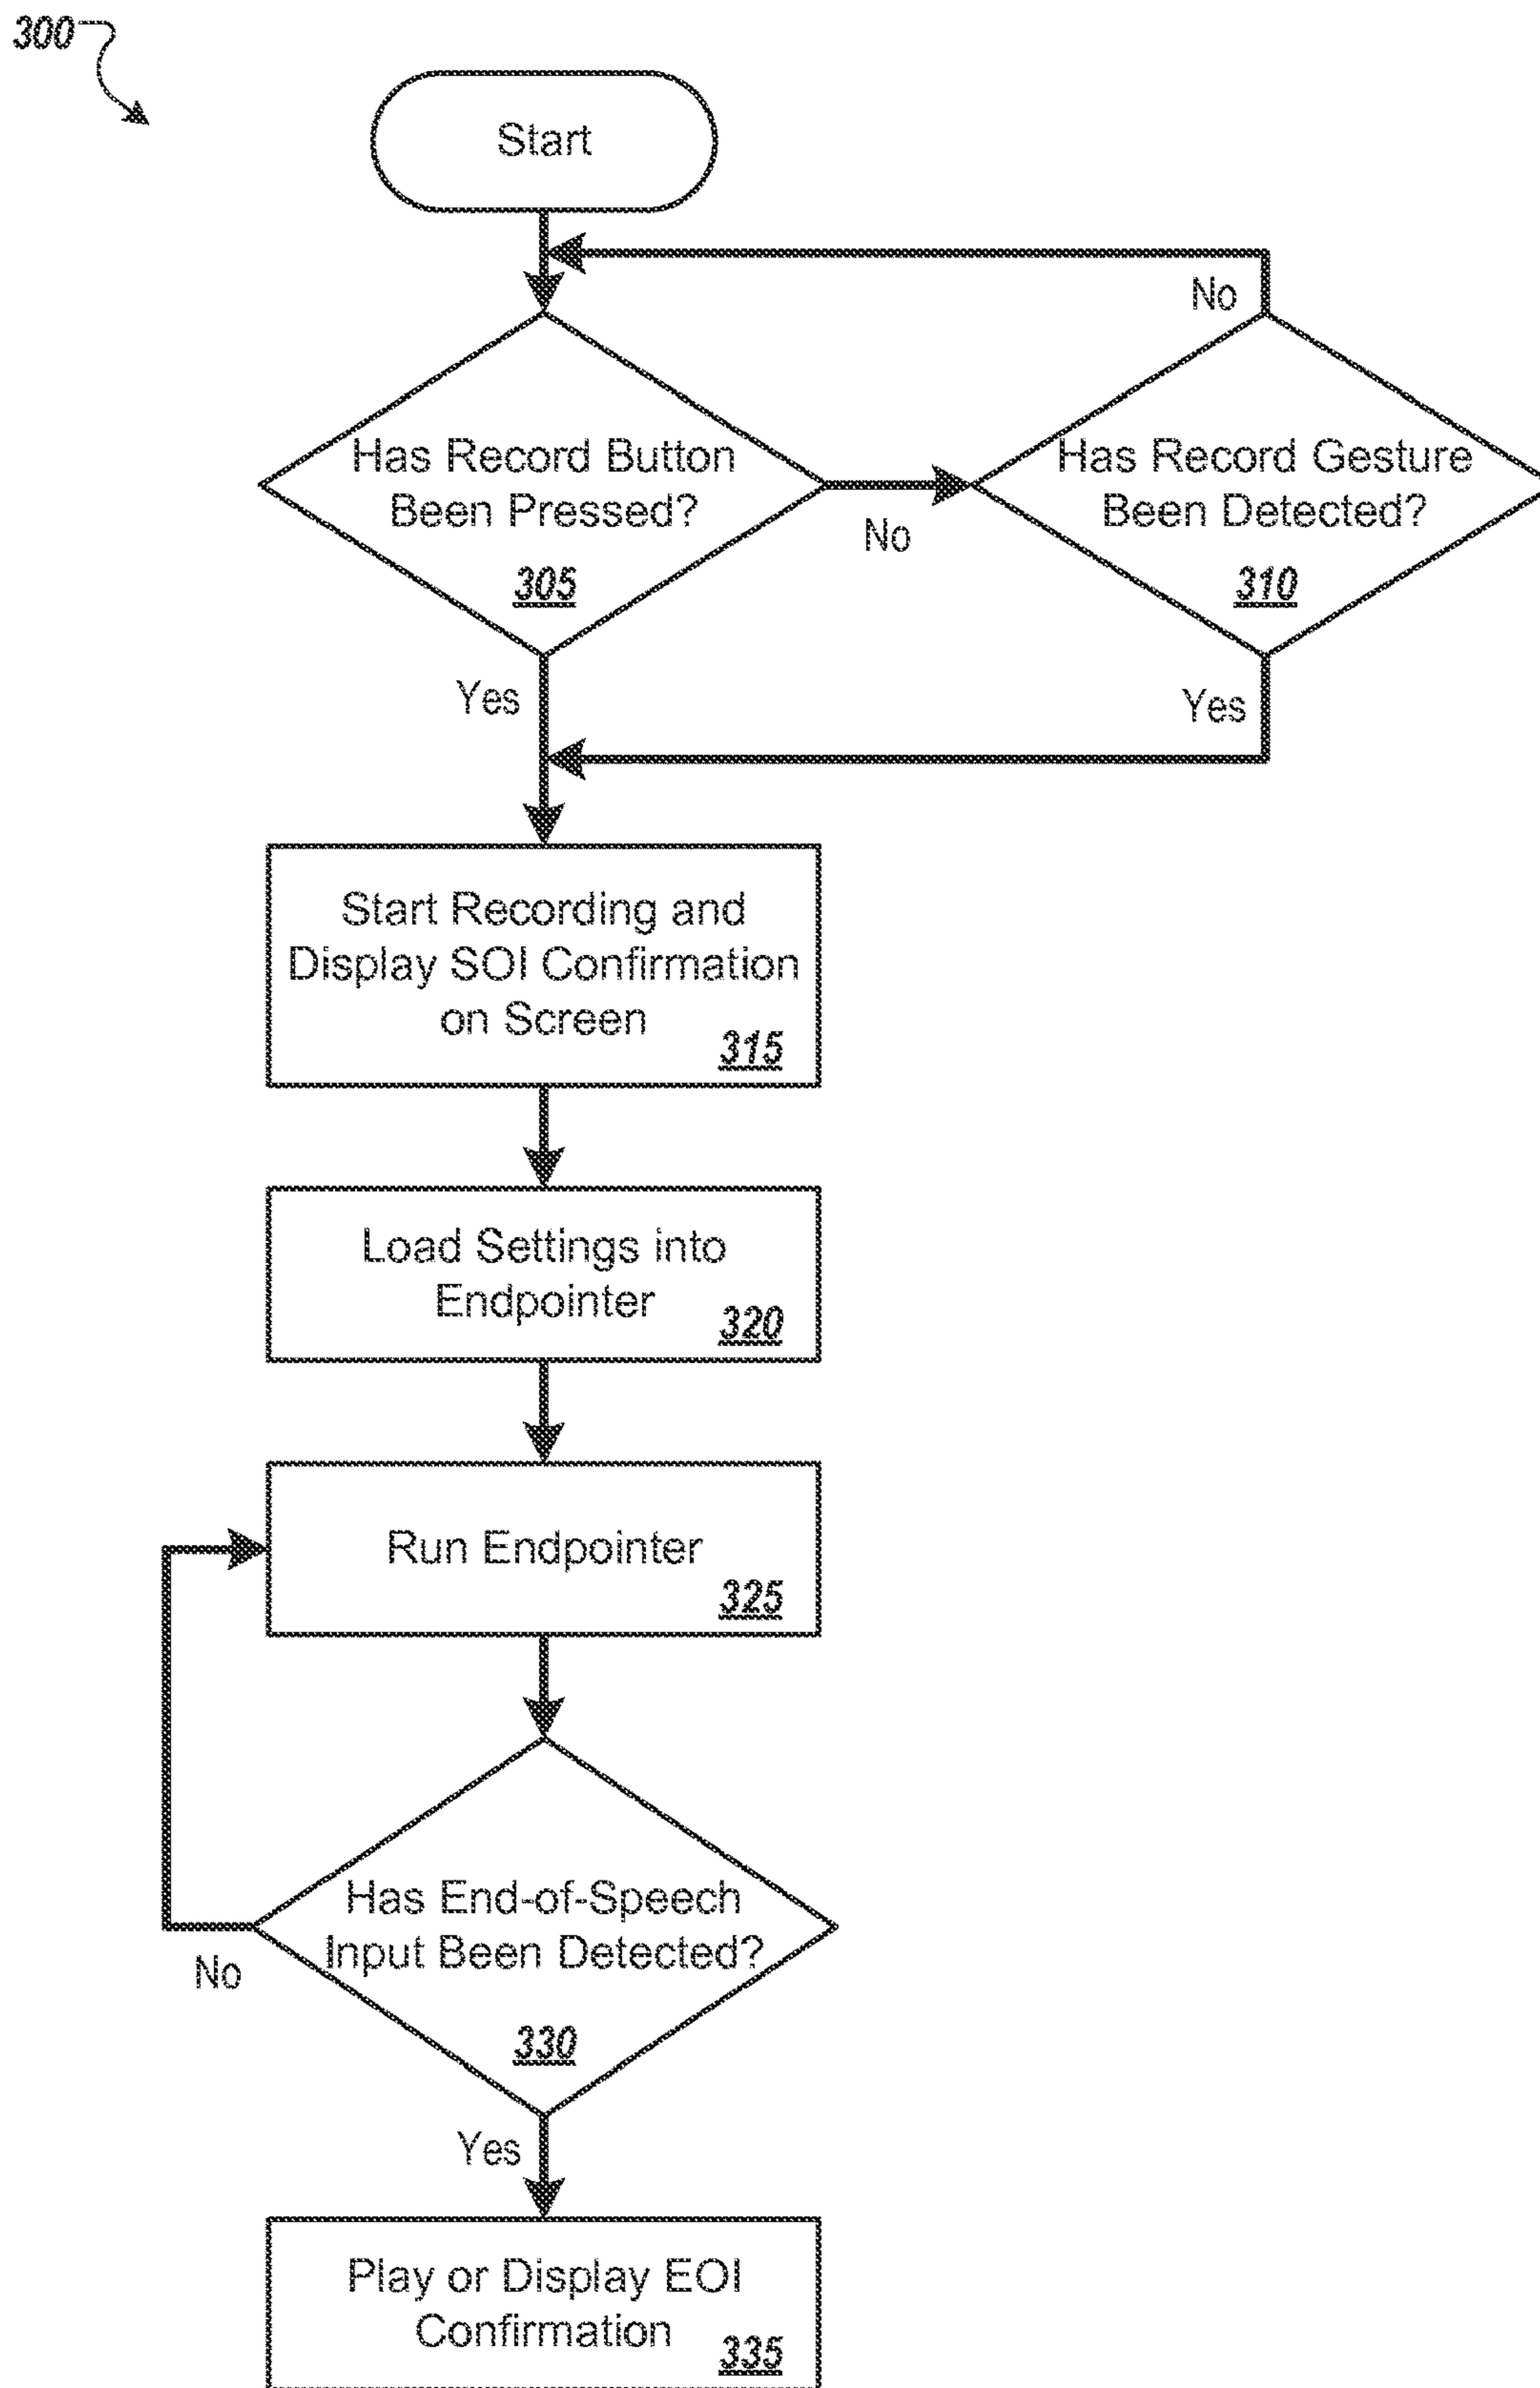 300
Start
No
Has Record Button
Been Pressed?
305
No
Has Record Gesture
Been Detected?
310
Yes
Yes
Start Recording and
Display SOI Confirmation
on Screen
315
Load Settings into
Endpointer
320
Run Endpointer
325
Has End-of-Speech
Input Been Detected?
330
No
Yes
Play or Display EOI
Confirmation
335